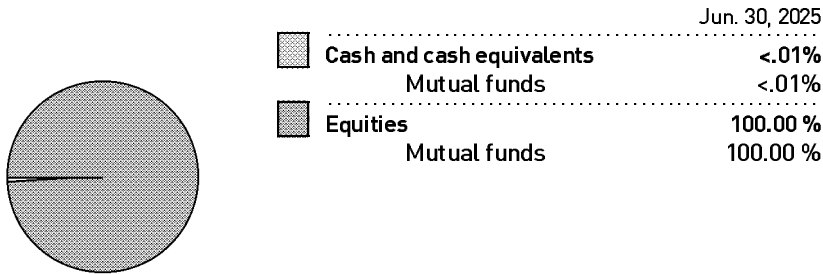 Jun. 30, 2025
Cash and cash equivalents <.01%
Mutual funds <.01%
Equities 100.00 %
Mutual funds 100.00 %